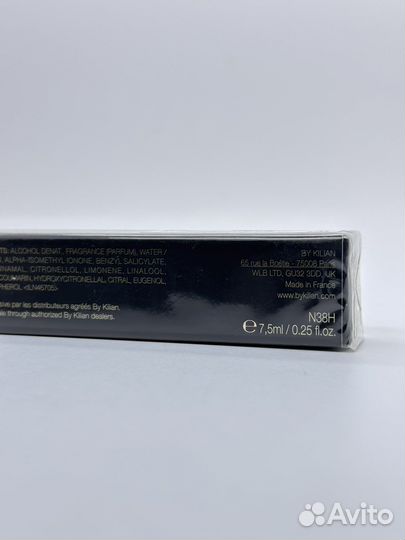 TS: ALCOHOL DENAT., FRAGRANCE (PARFUM), WATER /
ALPHA-ISOMETHYL IONONE, BENZYL SALICYLATE,
NNAMAL, CITRONELLOL, LIMONENE, LINALOOL,
COUMARIN, HYDROXYCITRONELLAL, CITRAL, EUGENOL,
PHEROL <ILN46705>
sive par les distributeurs agréés By Kilian.
le through authorized By Kilian dealers.
BY KILIAN
65 rue la Boétie - 75008 Paris
WLB LTD, GU32 3DD, UK
Made in France
www.bykilian.com
N38H
℮ 7,5ml / 0.25 fl.oz.
Avito